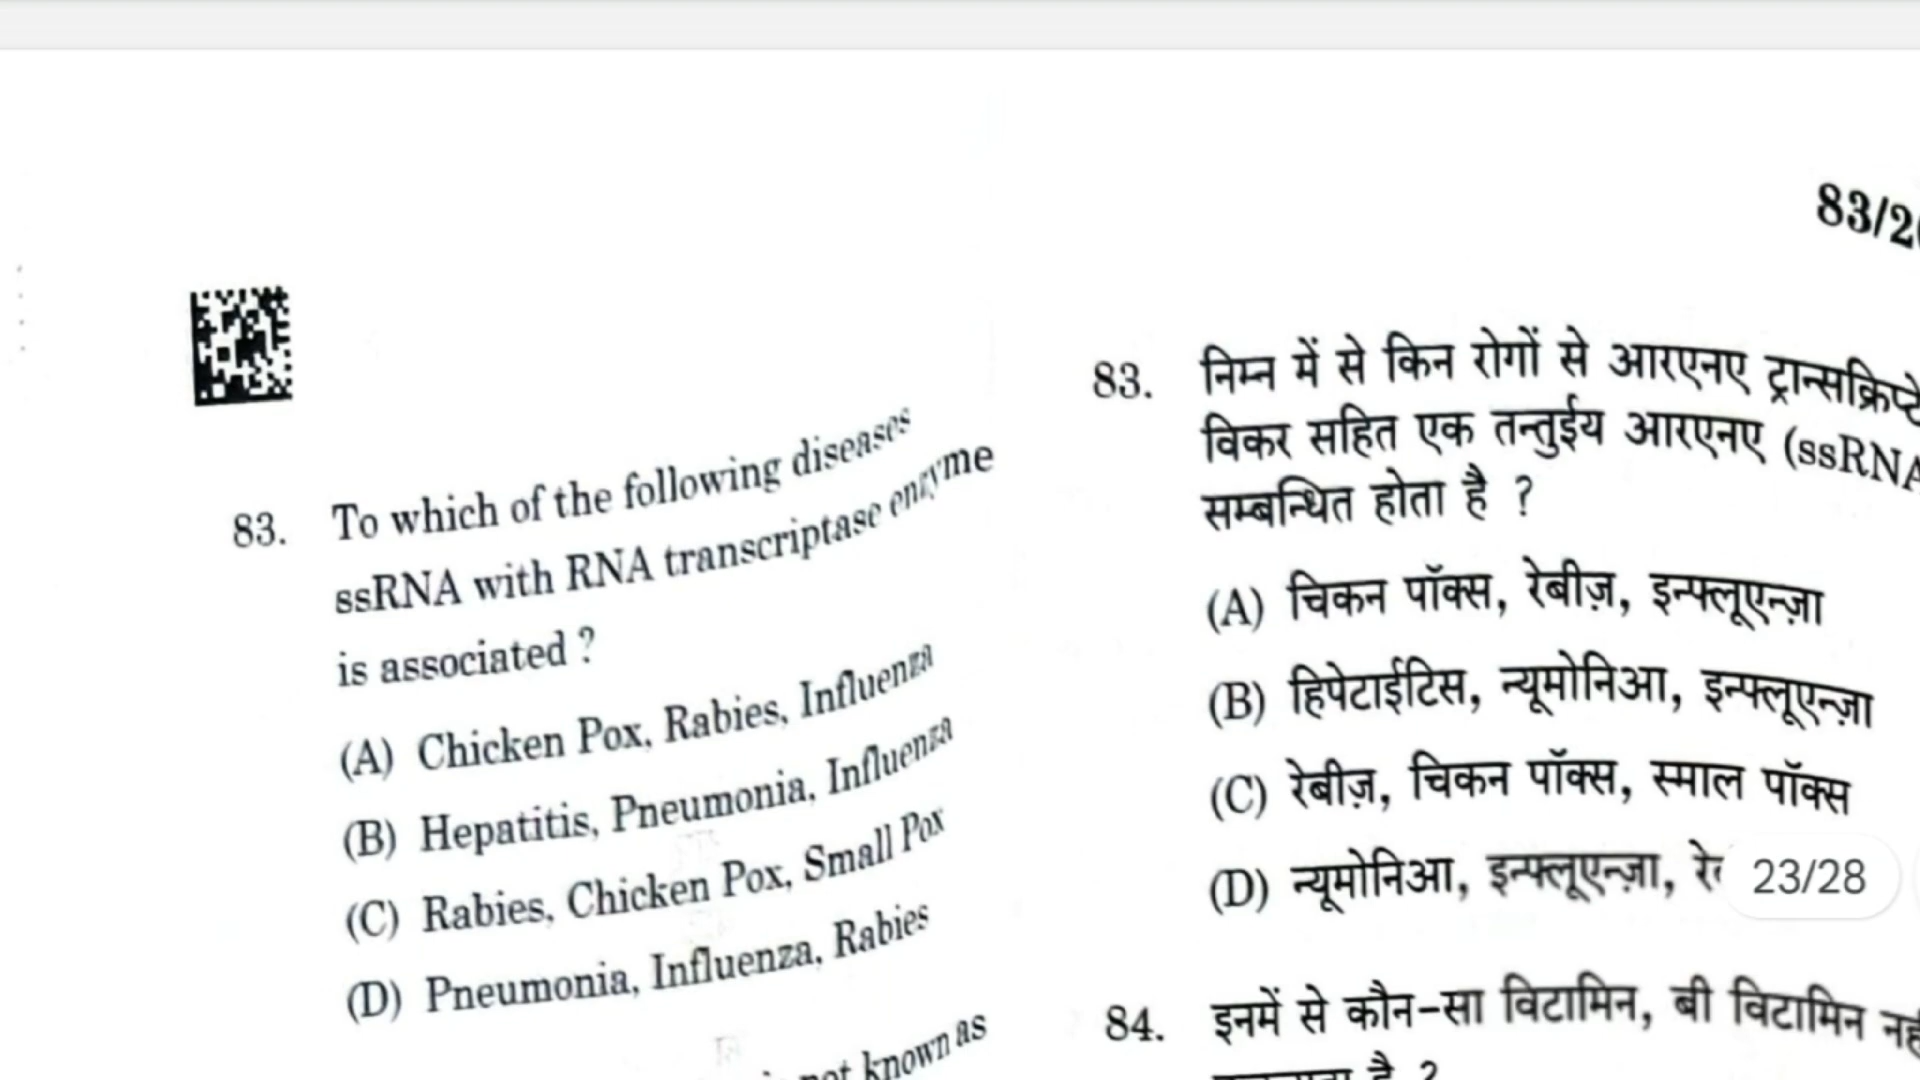 83/2
83. To which of the following diseases
ssRNA with RNA transcriptase enzyme
is associated ?
(A) Chicken Pox, Rabies, Influenza
(B) Hepatitis, Pneumonia, Influenza
(C) Rabies, Chicken Pox, Small Pox
(D) Pneumonia, Influenza, Rabies
not known as
83. निम्न में से किन रोगों से आरएनए
विकर सहित एक तन्तुईय आरएनए (ssRNA
सम्बन्धित होता है ?
(A) चिकन पॉक्स, रेबीज़, इन्फ्लूएन्ज़ा
(B) हिपेटाईटिस, न्यूमोनिआ, इन्फ्लूएन्ज़ा
(C) रेबीज़, चिकन पॉक्स, स्माल पॉक्स
(D) न्यूमोनिआ, इन्फ्लूएन्ज़ा,
23/28
84. इनमें से कौन-सा विटामिन, बी विटामिन
है ?